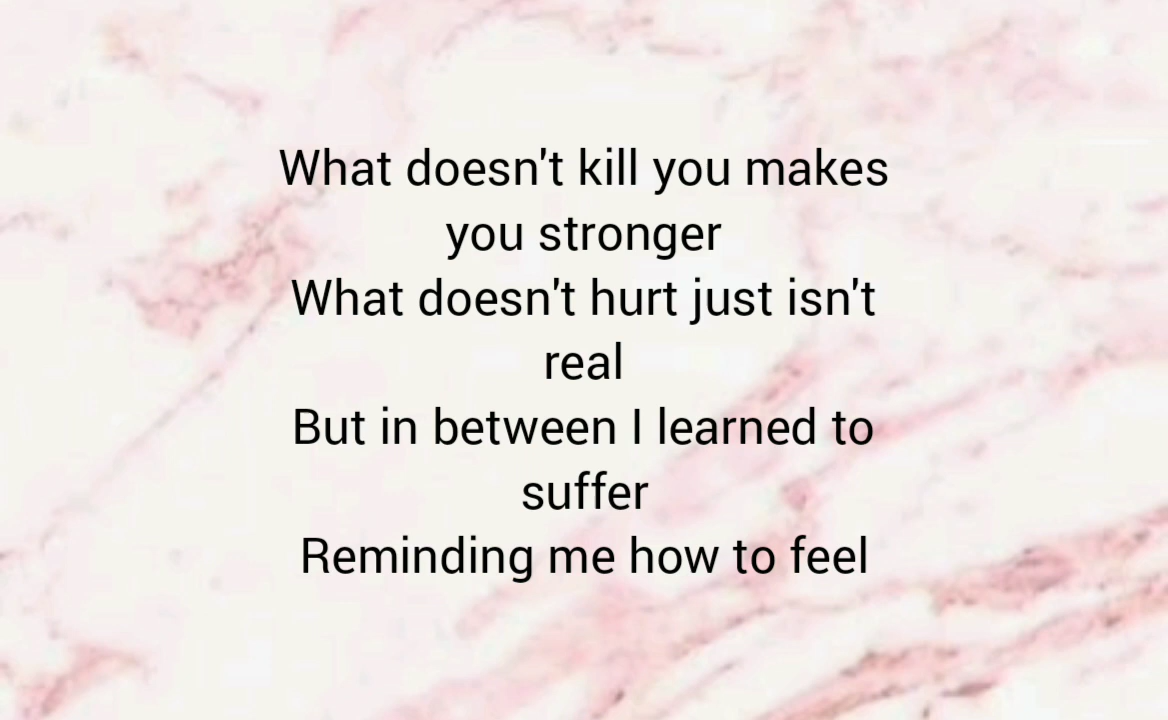 What doesn't kill you makes
you stronger
What doesn't hurt just isn't
real
But in between I learned to
suffer
Reminding me how to feel